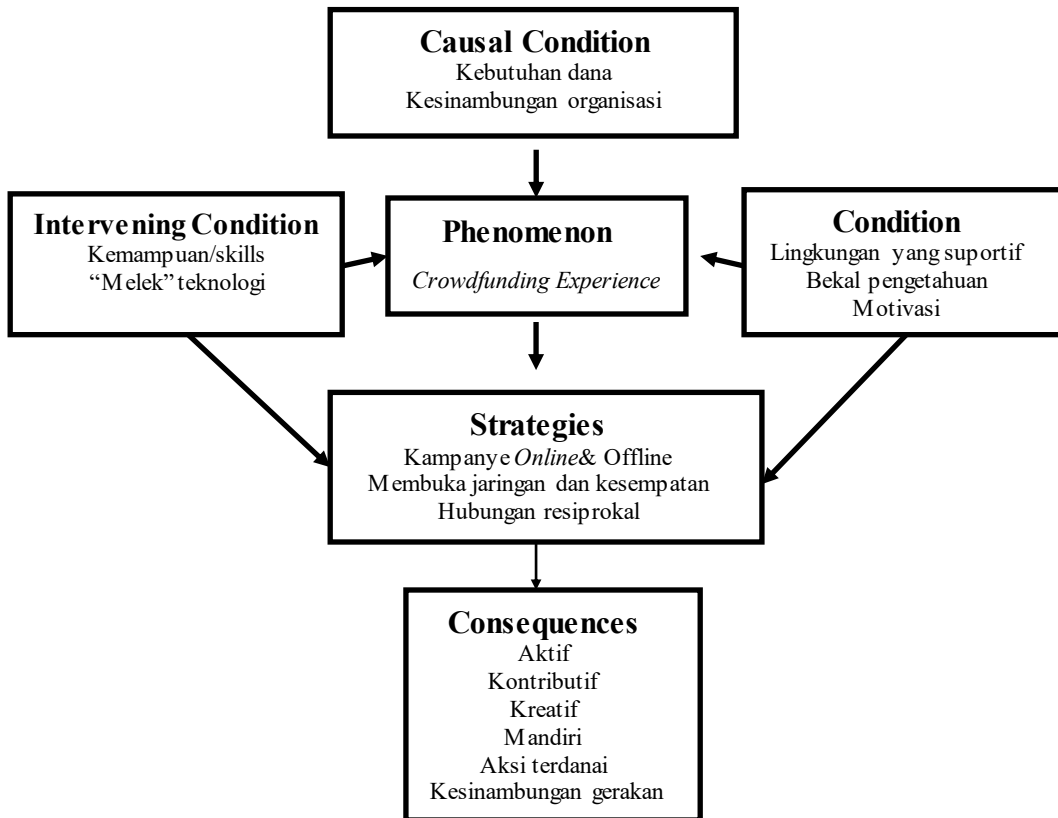 Causal Condition
Kebutuhan dana
Kesinambungan organisasi
Intervening Condition
Kemampuan/skills
“Melek” teknologi
Phenomenon
Crowdfunding Experience
Condition
Lingkungan yang suportif
Bekal pengetahuan
Motivasi
Strategies
Kampanye Online& Offline
Membuka jaringan dan kesempatan
Hubungan resiprokal
Consequences
Aktif
Kontributif
Kreatif
Mandiri
Aksi terdanai
Kesinambungan gerakan